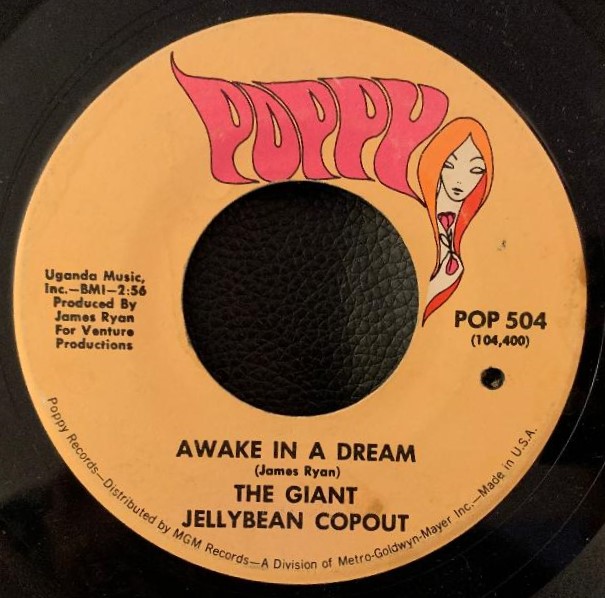 POPPY
Uganda Music,
Inc.—BMI—2:56
Produced By
James Ryan
For Venture
Productions
POP 504
(104,400)
AWAKE IN A DREAM
(James Ryan)
THE GIANT
JELLYBEAN COPOUT
Poppy Records—Distributed by MGM Records—A Division of Metro-Goldwyn-Mayer Inc.—Made in U.S.A.